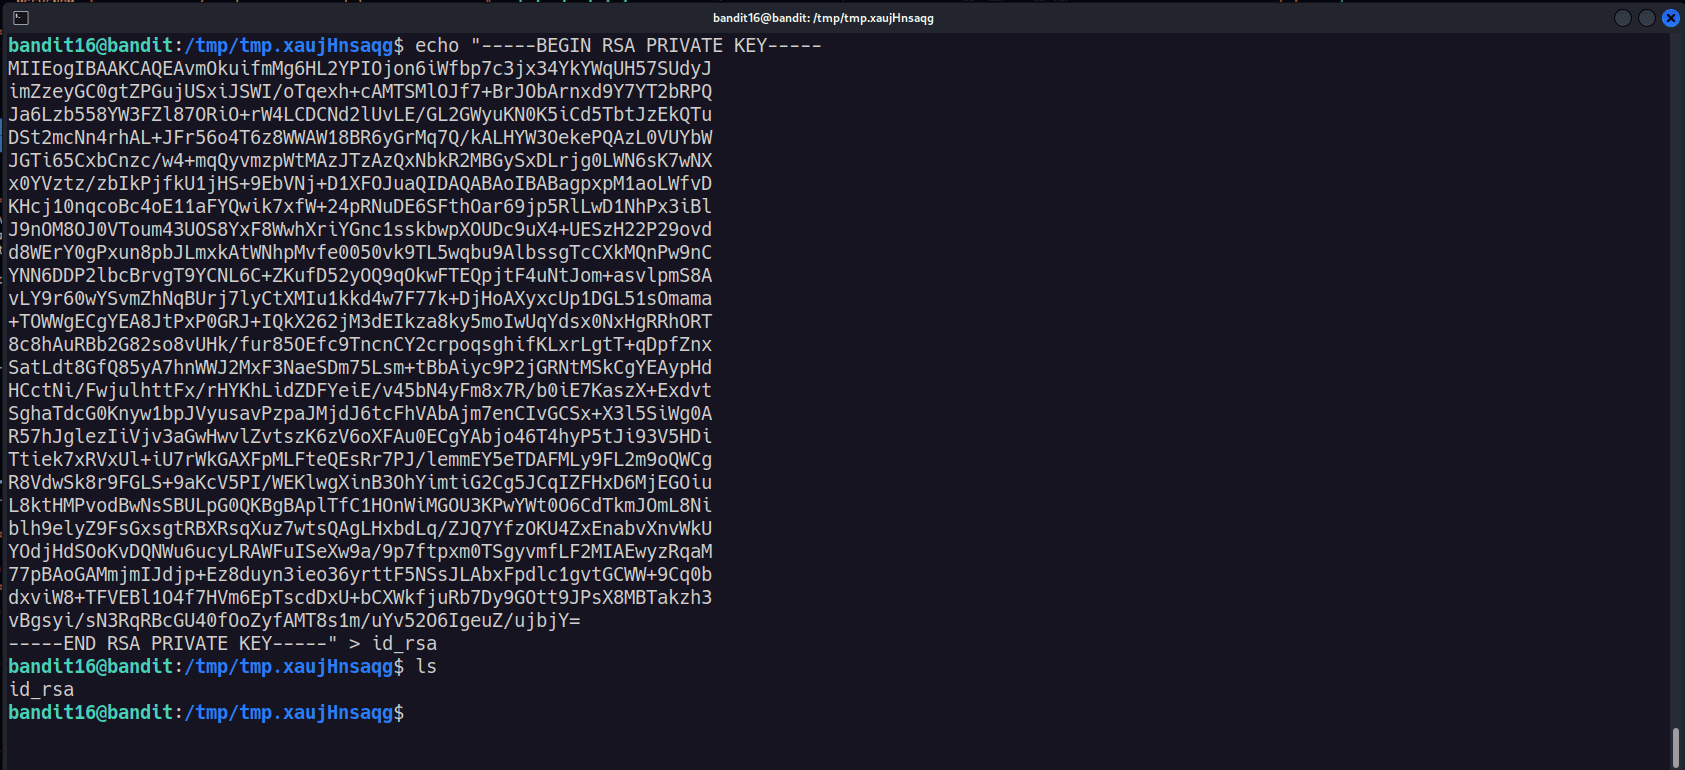 bandit16@bandit: /tmp/tmp.xaujHnsaqg
bandit16@bandit:/tmp/tmp.xaujHnsaqg$ echo "-----BEGIN RSA PRIVATE KEY-----
MIIEogIBAAKCAQEAvmOkuifmMg6HL2YPIOjon6iWfbp7c3jx34YkYWqUH57SUdyJ
imZzeyGC0gtZPGujUSxiJSWI/oTqexh+cAMTSMlOJf7+BrJObArnxd9Y7YT2bRPQ
Ja6Lzb558YW3FZl87ORiO+rW4LCDCNd2lUvLE/GL2GWyuKN0K5iCd5TbtJzEkQTu
DSt2mcNn4rhAL+JFr56o4T6z8WWAW18BR6yGrMq7Q/kALHYW3OekePQAzL0VUYbW
JGTi65CxbCnzc/w4+mqQyvmzpWtMAzJTzAzQxNbkR2MBGySxDLrjg0LWN6sK7wNX
x0YVztz/zbIkPjfkU1jHS+9EbVNj+D1XFOJuaQIDAQABAoIBABagpxpM1aoLWfvD
KHcj10nqcoBc4oE11aFYQwik7xfW+24pRNuDE6SFthOar69jp5RlLwD1NhPx3iBl
J9nOM8OJ0VToum43UOS8YxF8WwhXriYGnc1sskbwpXOUDc9uX4+UESzH22P29ovd
d8WErY0gPxun8pbJLmxkAtWNhpMvfe0050vk9TL5wqbu9AlbssgTcCXkMQnPw9nC
YNN6DDP2lbcBrvgT9YCNL6C+ZKufD52yOQ9qOkwFTEQpjtF4uNtJom+asvlpmS8A
vLY9r60wYSvmZhNqBUrj7lyCtXMIu1kkd4w7F77k+DjHoAXyxcUp1DGL51sOmama
+TOWWgECgYEA8JtPxP0GRJ+IQkX262jM3dEIkza8ky5moIwUqYdsx0NxHgRRhORT
8c8hAuRBb2G82so8vUHk/fur85OEfc9TncnCY2crpoqsghifKLxrLgtT+qDpfZnx
SatLdt8GfQ85yA7hnWWJ2MxF3NaeSDm75Lsm+tBbAiyc9P2jGRNtMSkCgYEAypHd
HCctNi/FwjulhttFx/rHYKhLidZDFYeiE/v45bN4yFm8x7R/b0iE7KaszX+Exdvt
SghaTdcG0Knyw1bpJVyusavPzpaJMjdJ6tcFhVAbAjm7enCIvGCSx+X3l5SiWg0A
R57hJglezIiVjv3aGwHwvlZvtszK6zV6oXFAu0ECgYAbjo46T4hyP5tJi93V5HDi
Ttiek7xRVxUl+iU7rWkGAXFpMLFteQEsRr7PJ/lemmEY5eTDAFMLy9FL2m9oQWCg
R8VdwSk8r9FGLS+9aKcV5PI/WEKlwgXinB3OhYimtiG2Cg5JCqIZFHxD6MjEGOiu
L8ktHMPvodBwNsSBULpG0QKBgBAplTfC1HOnWiMGOU3KPwYWt0O6CdTkmJOmL8Ni
blh9elyZ9FsGxsgtRBXRsqXuz7wtsQAgLHxbdLq/ZJQ7YfzOKU4ZxEnabvXnvWkU
YOdjHdSOoKvDQNWu6ucyLRAWFuISeXw9a/9p7ftpxm0TSgyvmfLF2MIAEwyzRqaM
77pBAoGAMmjmIJdjp+Ez8duyn3ieo36yrttF5NSsJLAbxFpdlc1gvtGCWW+9Cq0b
dxviW8+TFVEBl1O4f7HVm6EpTscdDxU+bCXWkfjuRb7Dy9GOtt9JPsX8MBTakzh3
vBgsyi/sN3RqRBcGU40fOoZyfAMT8s1m/uYv52O6IgeuZ/ujbjY=
-----END RSA PRIVATE KEY-----" > id_rsa
bandit16@bandit:/tmp/tmp.xaujHnsaqg$ ls
id_rsa
bandit16@bandit:/tmp/tmp.xaujHnsaqg$